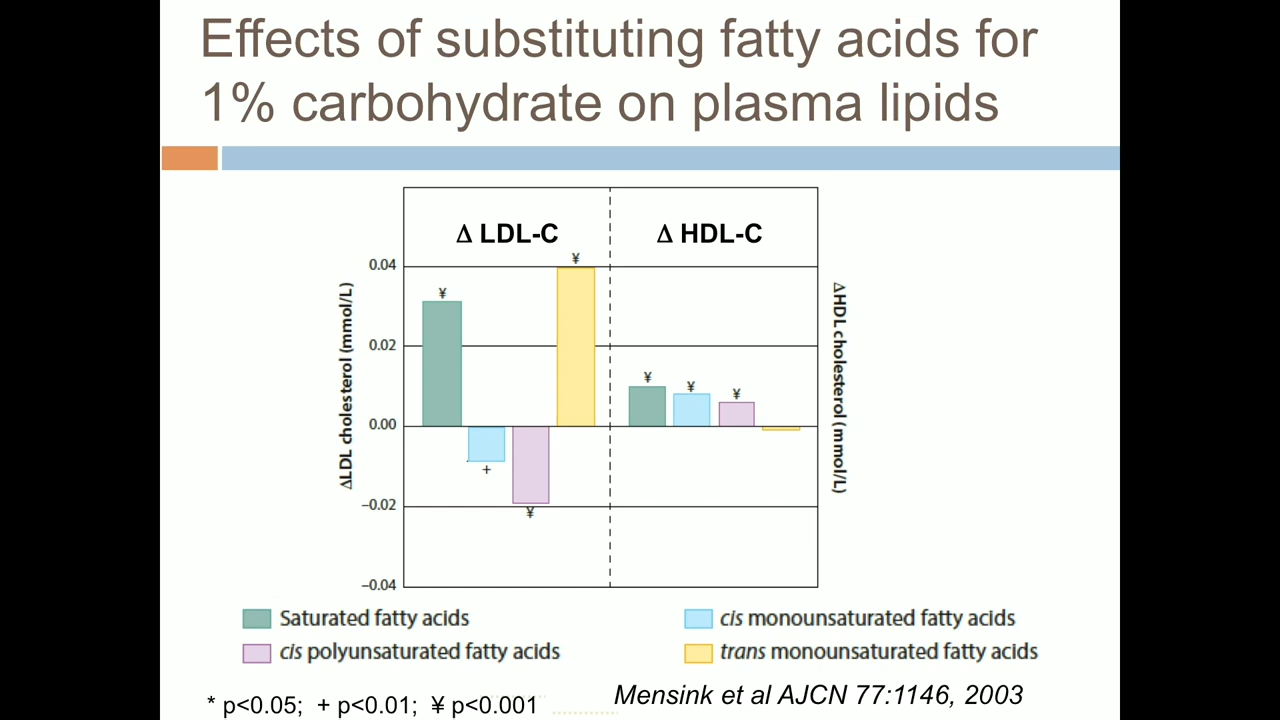 Effects of substituting fatty acids for
1% carbohydrate on plasma lipids
Δ LDL-C
Δ HDL-C
¥
0.04
¥
0.02
¥
¥
¥
0.00
+
−0.02
¥
−0.04
ΔLDL cholesterol (mmol/L)
ΔHDL cholesterol (mmol/L)
Saturated fatty acids
cis monounsaturated fatty acids
cis polyunsaturated fatty acids
trans monounsaturated fatty acids
* p<0.05; + p<0.01; ¥ p<0.001
Mensink et al AJCN 77:1146, 2003